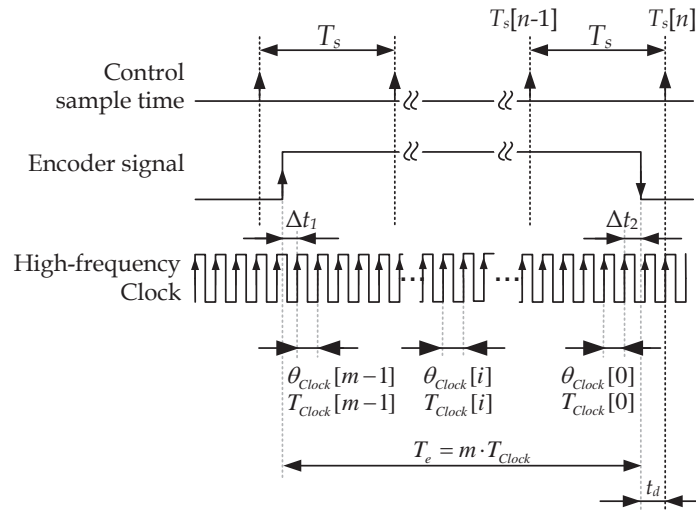 T_s[n-1]
T_s[n]
T_s
T_s
Control
sample time
Encoder signal
Δt_1
Δt_2
High-frequency
Clock
θ_Clock[m−1]
θ_Clock[i]
θ_Clock[0]
T_Clock[m−1]
T_Clock[i]
T_Clock[0]
T_e = m·T_Clock
t_d